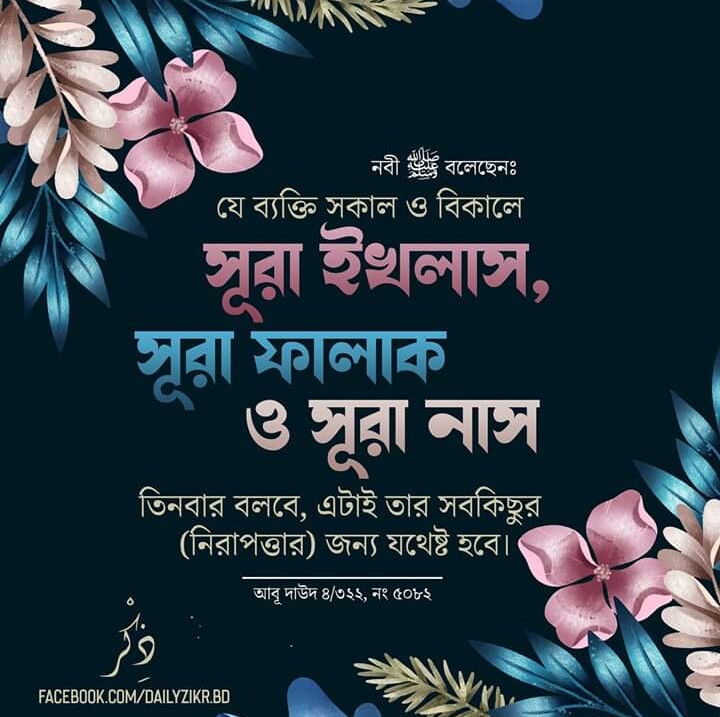 নবী ﷺ বলেছেনঃ
যে ব্যক্তি সকাল ও বিকালে
সূরা ইখলাস,
সূরা ফালাক
ও সূরা নাস
তিনবার বলবে, এটাই তার সবকিছুর
(নিরাপত্তার) জন্য যথেষ্ট হবে।
আবূ দাউদ ৪/৩২২, নং ৫০৮২
ذِكْر
FACEBOOK.COM/DAILYZIKR.BD